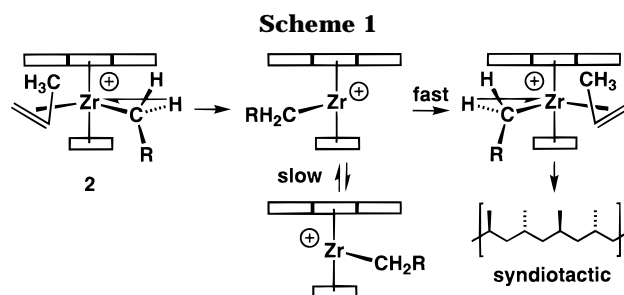 Scheme 1
H₃C Zr ⊕ H C H R
2
RH₂C Zr ⊕
fast
⊕ CH₃ H H C Zr R
slow
⊕ Zr CH₂R
syndiotactic